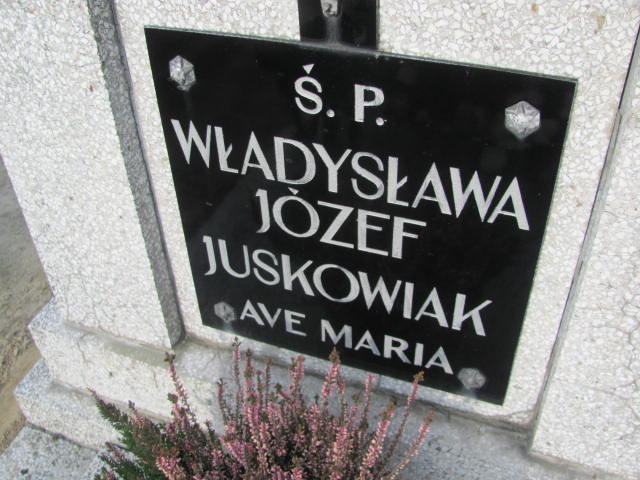 Ś. P.
WŁADYSŁAWA
JÓZEF
JUSKOWIAK
AVE MARIA